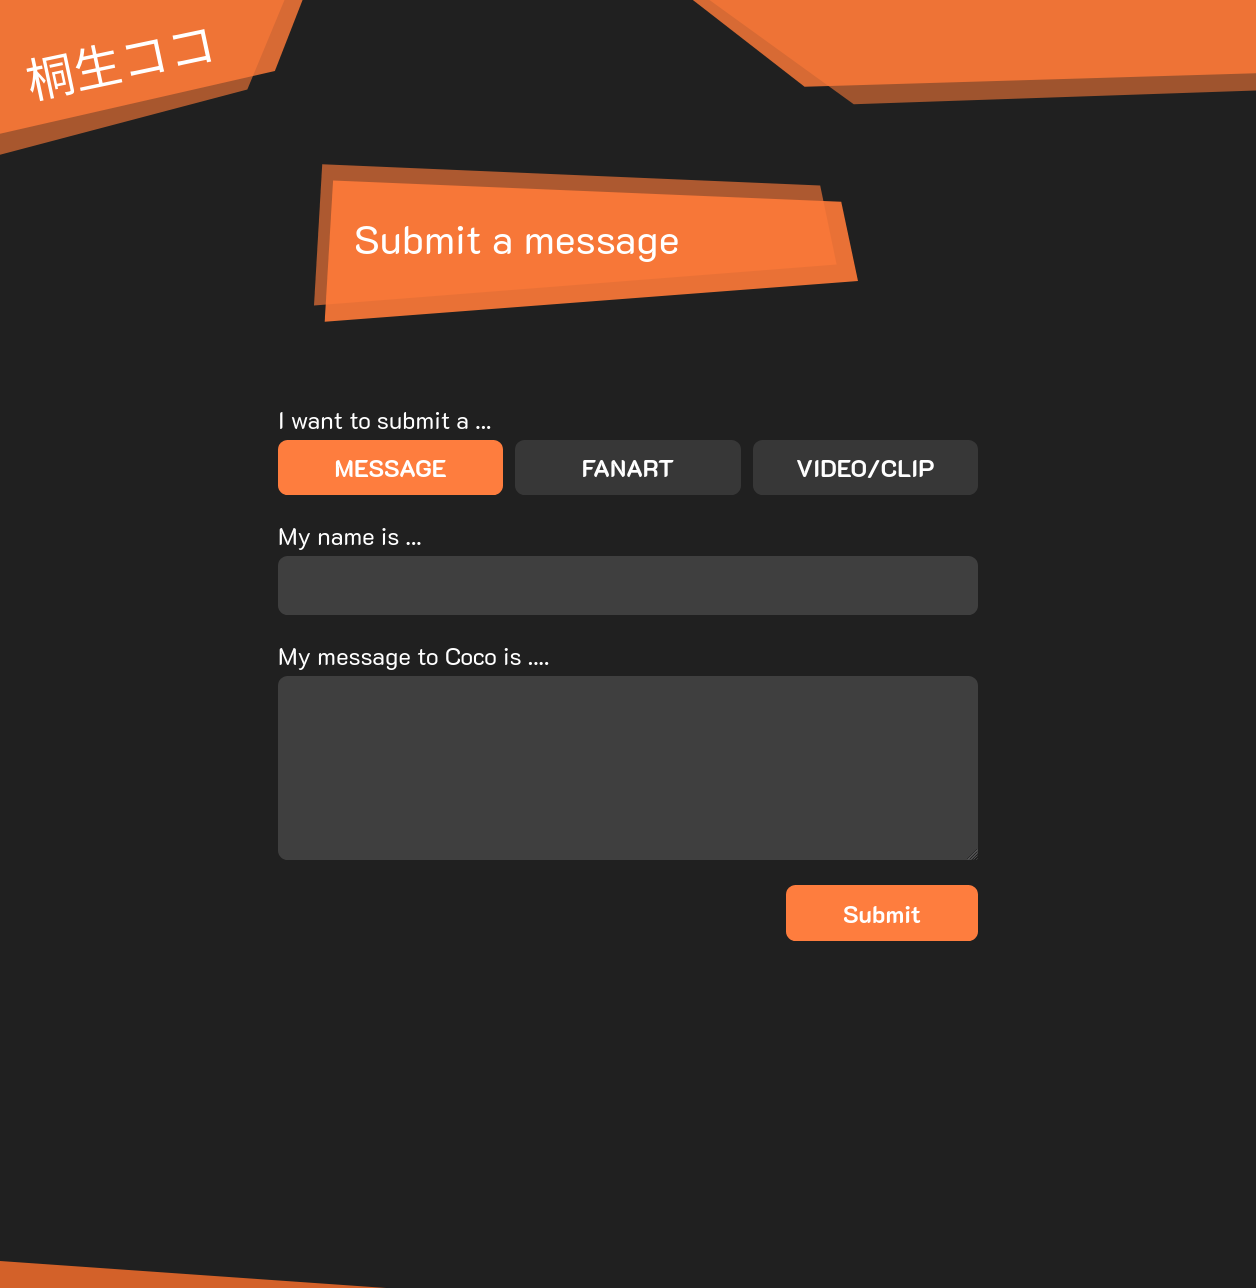 桐生ココ
Submit a message
I want to submit a ...
MESSAGE
FANART
VIDEO/CLIP
My name is ...
My message to Coco is ....
Submit